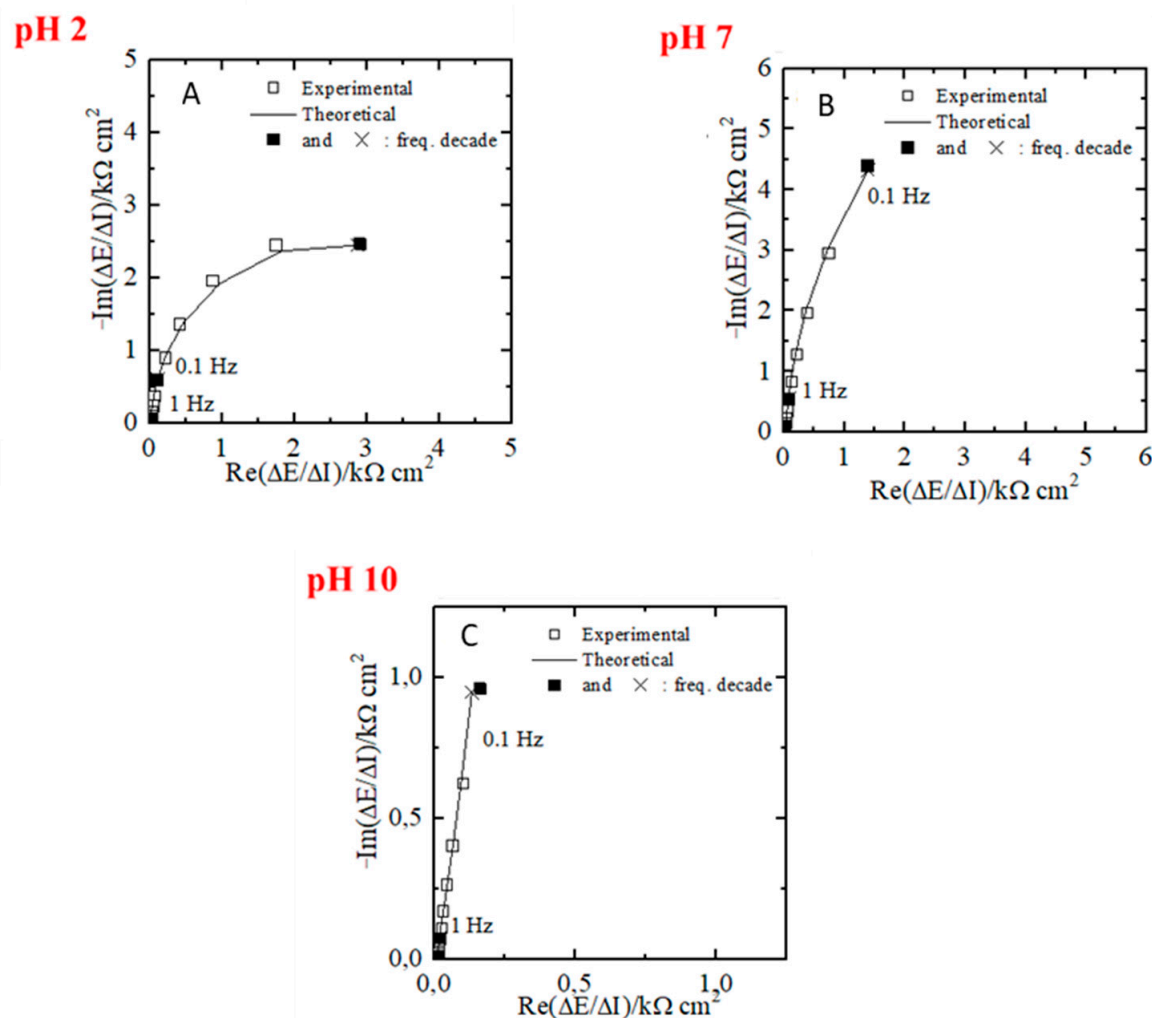 pH 2
5
4
3
2
1
0
A
Experimental
Theoretical
and × : freq. decade
0.1 Hz
1 Hz
0 1 2 3 4 5
−Im(ΔE/ΔI)/kΩ cm²
Re(ΔE/ΔI)/kΩ cm²
pH 7
6
5
4
3
2
1
0
B
Experimental
Theoretical
and × : freq. decade
0.1 Hz
1 Hz
0 1 2 3 4 5 6
−Im(ΔE/ΔI)/kΩ cm²
Re(ΔE/ΔI)/kΩ cm²
pH 10
C
Experimental
Theoretical
and × : freq. decade
1,0
0,5
0,0
0.1 Hz
1 Hz
0,0 0,5 1,0
−Im(ΔE/ΔI)/kΩ cm²
Re(ΔE/ΔI)/kΩ cm²